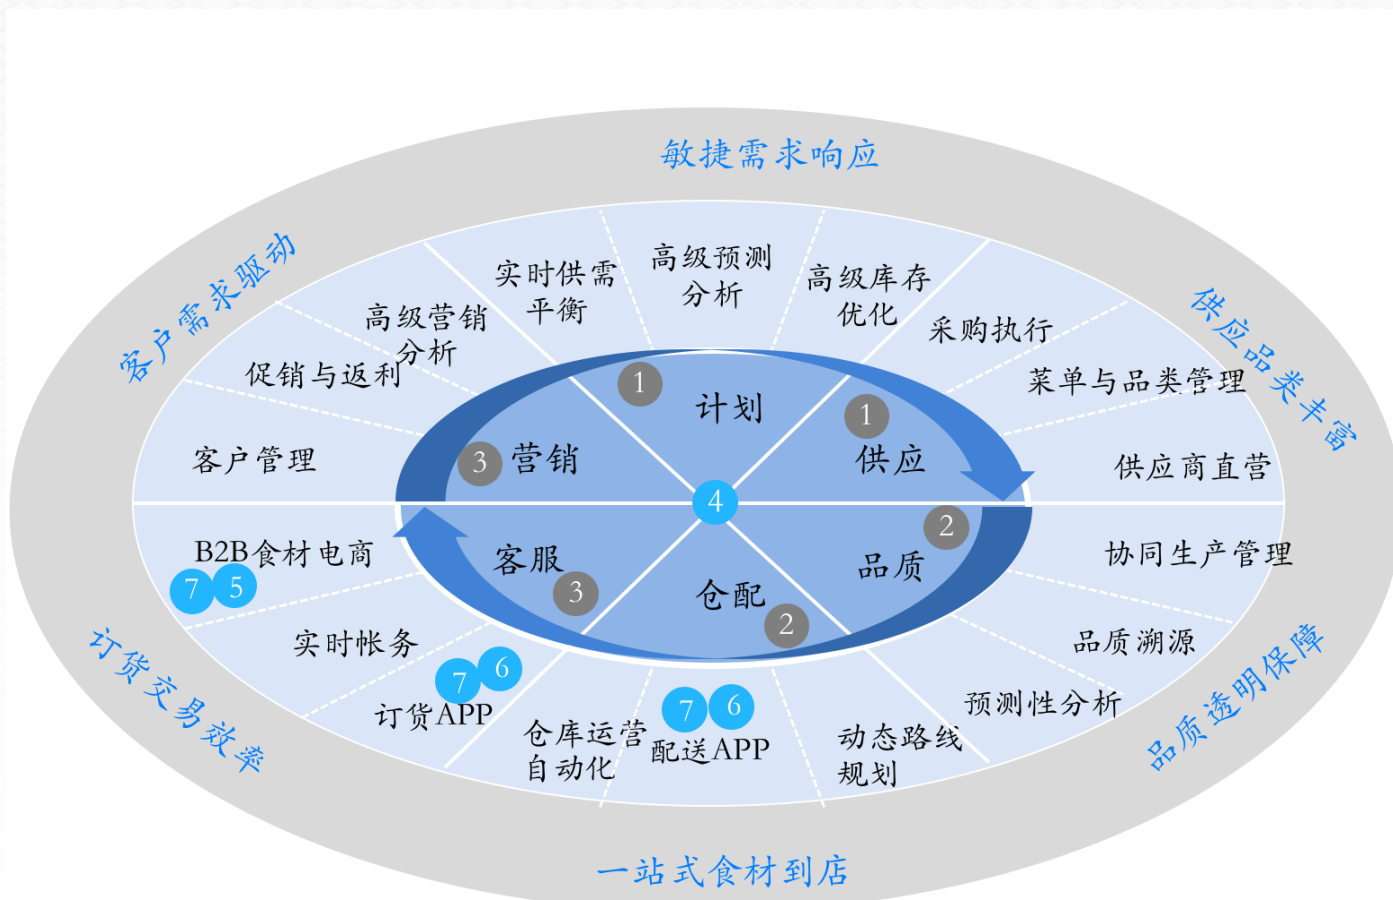 敏捷需求响应
客户需求驱动
供应品类丰富
实时供需
平衡
高级预测
分析
高级库存
优化
高级营销
分析
采购执行
促销与返利
菜单与品类管理
客户管理
供应商直营
1
计划
1
供应
3
营销
4
2
品质
客服
3
仓配
2
B2B食材电商
7
5
协同生产管理
实时帐务
品质溯源
7
6
订货APP
7
6
配送APP
预测性分析
仓库运营
自动化
动态路线
规划
订货交易效率
品质透明保障
一站式食材到店